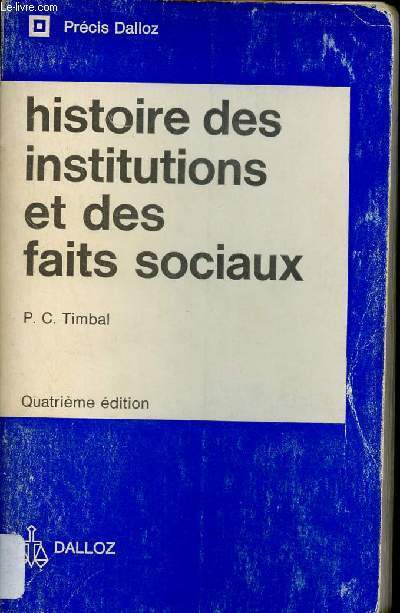 Le-livre.com
Précis Dalloz
histoire des
institutions
et des
faits sociaux
P. C. Timbal
Quatrième édition
DALLOZ